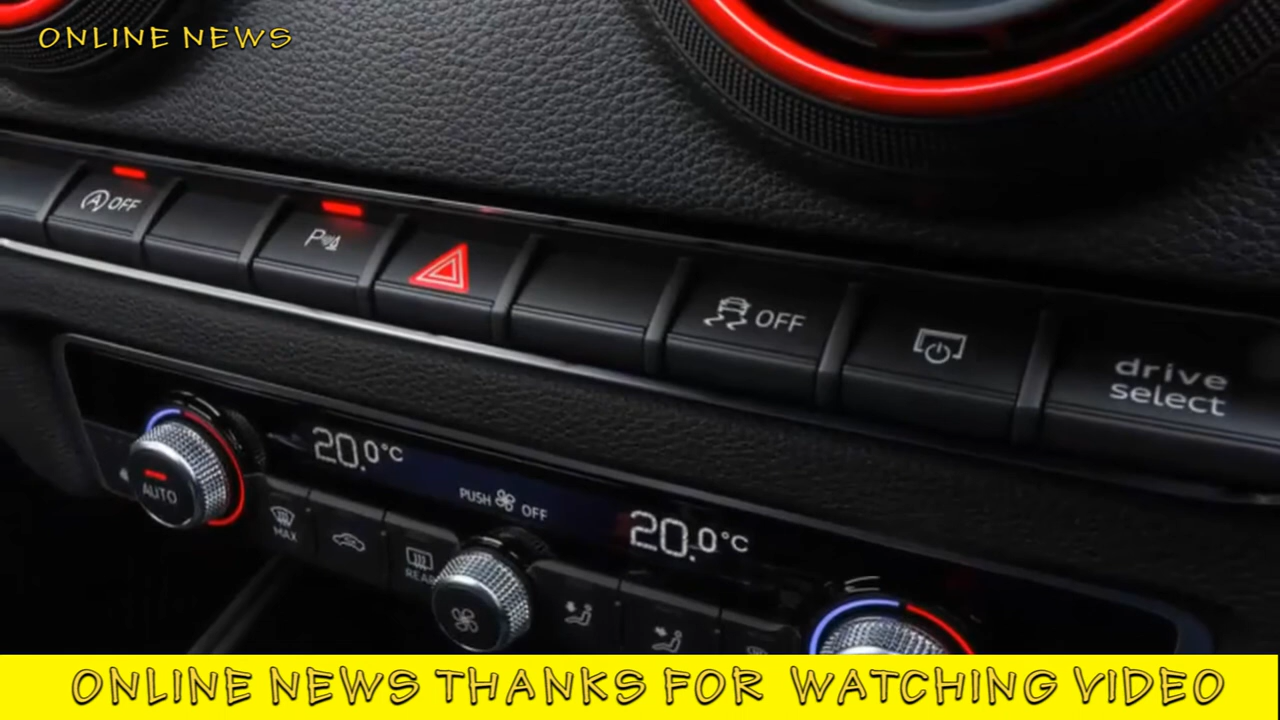 ONLINE NEWS
A OFF
P
OFF
drive
select
20.0°C
AUTO
PUSH OFF
20.0°C
MAX
REAR
ONLINE NEWS THANKS FOR WATCHING VIDEO